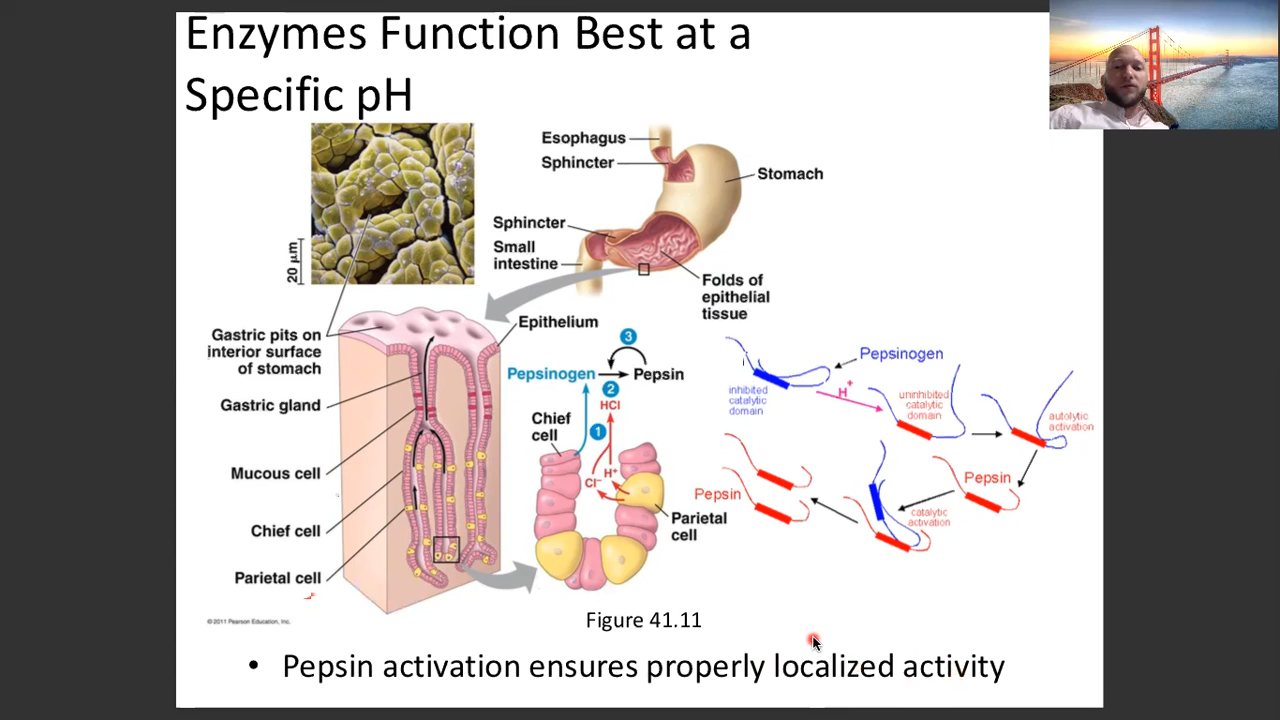 Enzymes Function Best at a
Specific pH
Esophagus
Sphincter
Stomach
Sphincter
Small
intestine
Folds of
epithelial
tissue
20 µm
Gastric pits on
interior surface
of stomach
Epithelium
Gastric gland
Mucous cell
Chief cell
Parietal cell
3
Pepsinogen
Pepsin
2
HCl
Chief
cell
1
H+
Cl−
Parietal
cell
Pepsinogen
inhibited
catalytic
domain
H+
uninhibited
catalytic
domain
autolytic
activation
Pepsin
catalytic
activation
Pepsin
© 2011 Pearson Education, Inc.
Figure 41.11
• Pepsin activation ensures properly localized activity